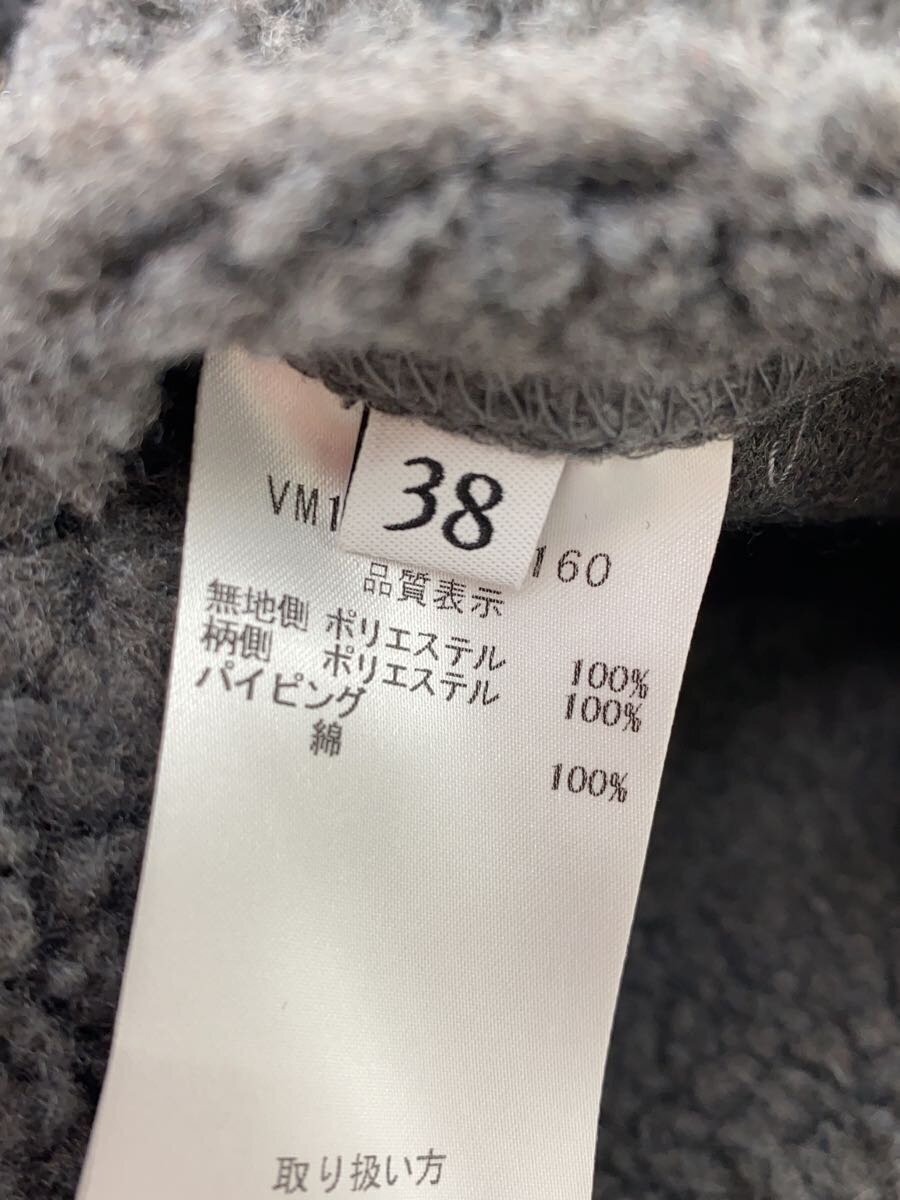 38
VM1 160
品質表示
無地側 ポリエステル 100%
柄側 ポリエステル 100%
パイピング
綿 100%
取り扱い方